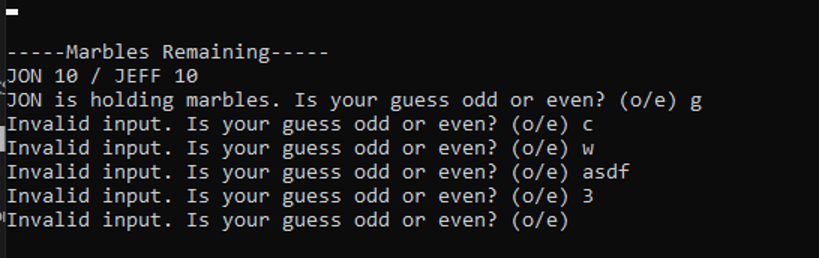 -----Marbles Remaining-----
JON 10 / JEFF 10
JON is holding marbles. Is your guess odd or even? (o/e) g
Invalid input. Is your guess odd or even? (o/e) c
Invalid input. Is your guess odd or even? (o/e) w
Invalid input. Is your guess odd or even? (o/e) asdf
Invalid input. Is your guess odd or even? (o/e) 3
Invalid input. Is your guess odd or even? (o/e)